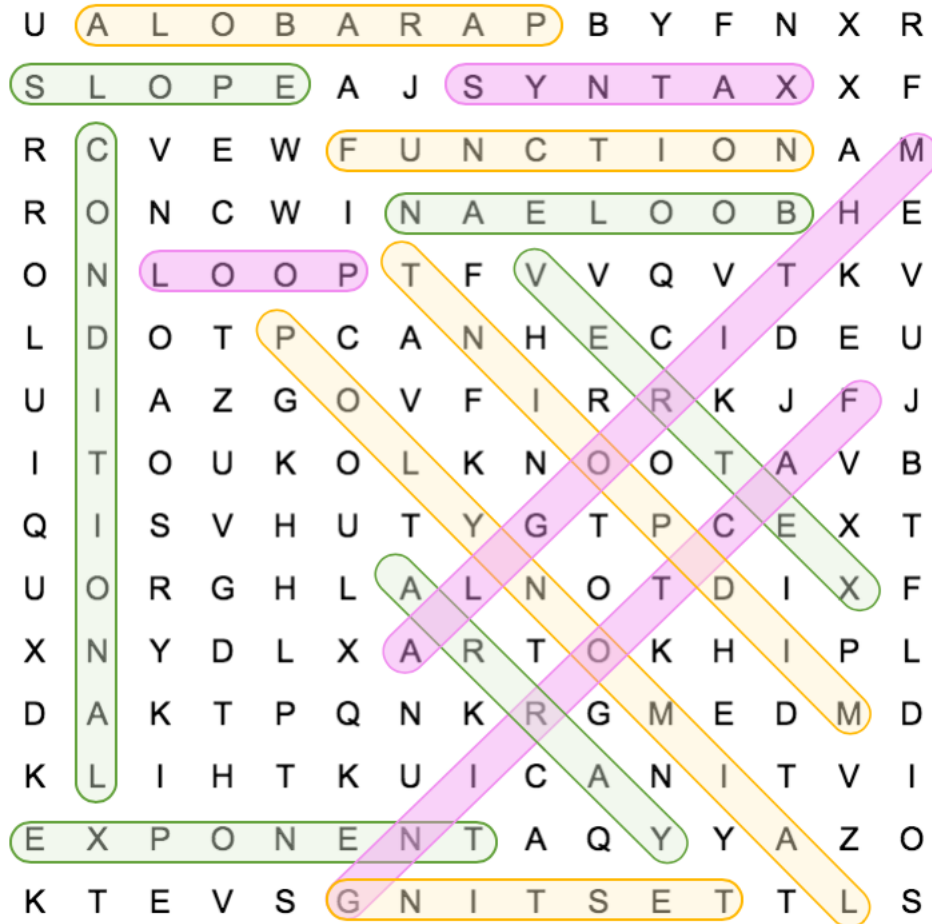 U A L O B A R A P B Y F N X R
S L O P E A J S Y N T A X X F
R C V E W F U N C T I O N A M
R O N C W I N A E L O O B H E
O N L O O P T F V V Q V T K V
L D O T P C A N H E C I D E U
U I A Z G O V F I R R K J F J
I T O U K O L K N O O T A V B
Q I S V H U T Y G T P C E X T
U O R G H L A L N O T D I X F
X N Y D L X A R T O K H I P L
D A K T P Q N K R G M E D M D
K L I H T K U I C A N I T V I
E X P O N E N T A Q Y Y A Z O
K T E V S G N I T S E T T L S